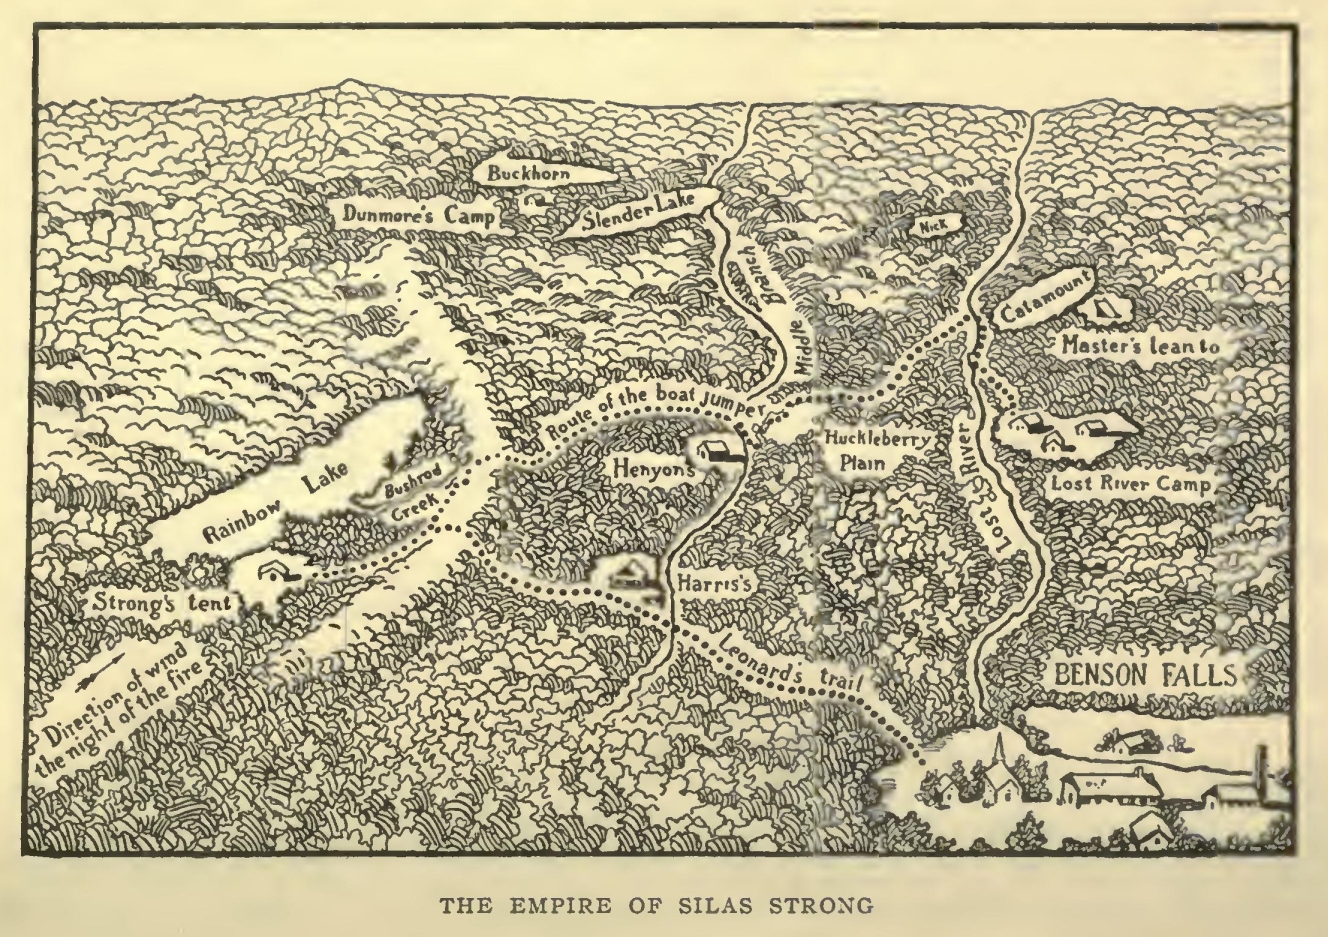 Buckhorn
Dunmore's Camp
Slender Lake
Nick
Middle
Branch
Catamount
Master's lean to
Route of the boat jumper
Huckleberry
Plain
Henyon's
Lost River
Lost River Camp
Rainbow Lake
Bushrod
Creek
Strong's tent
Harris's
Leonard's trail
Direction of wind
the night of the fire
BENSON FALLS
THE EMPIRE OF SILAS STRONG